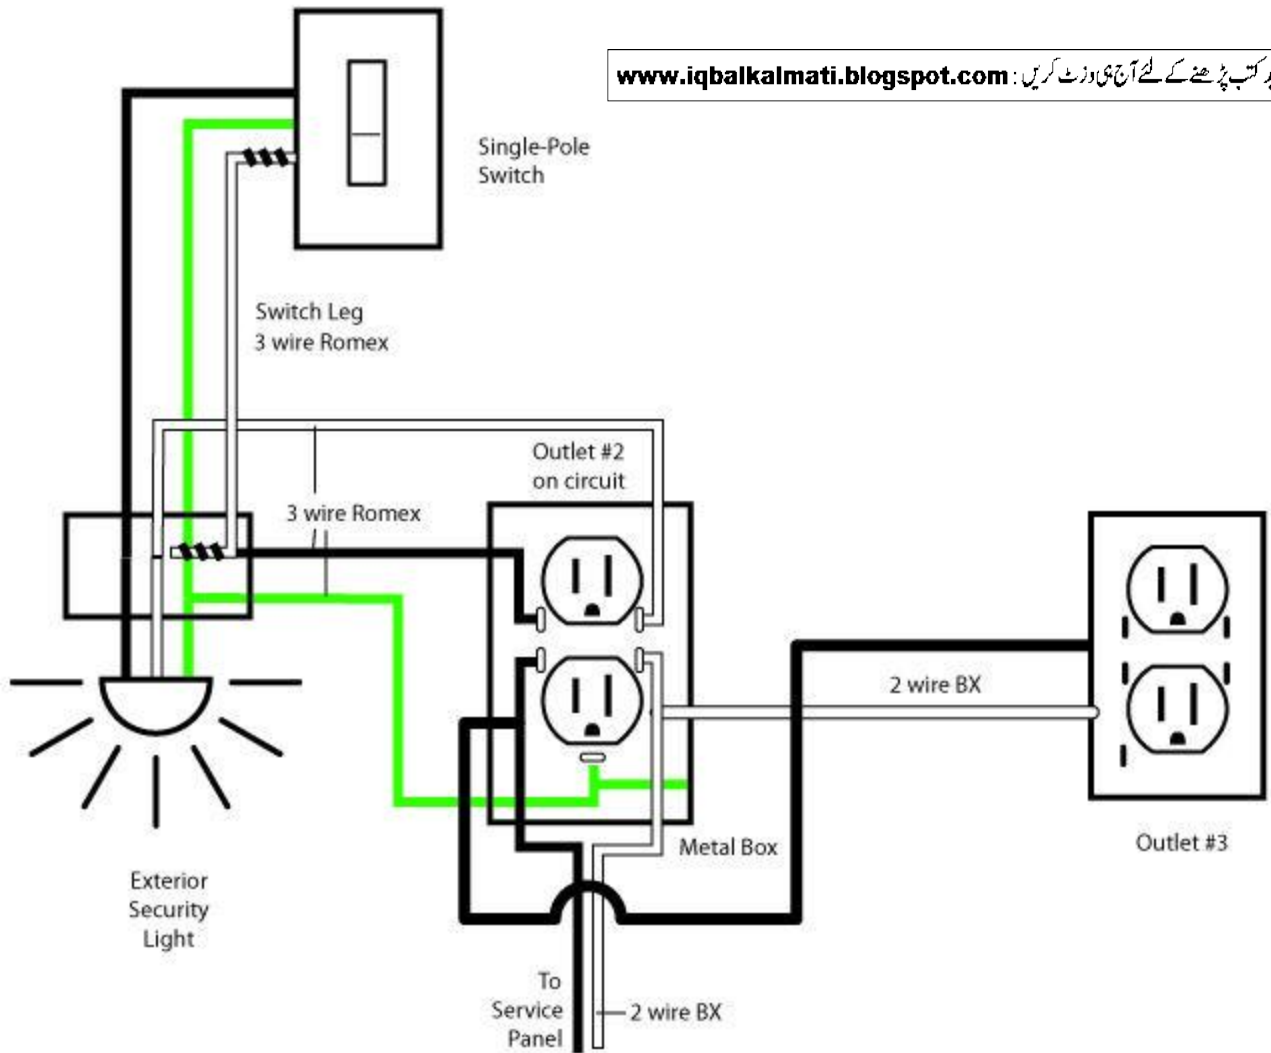 www.iqbalkalmati.blogspot.com : کتب پڑھنے کے لئے آج ہی وزٹ کریں
Single-Pole
Switch
Switch Leg
3 wire Romex
Outlet #2
on circuit
3 wire Romex
2 wire BX
Metal Box
Outlet #3
Exterior
Security
Light
To
Service
Panel
2 wire BX